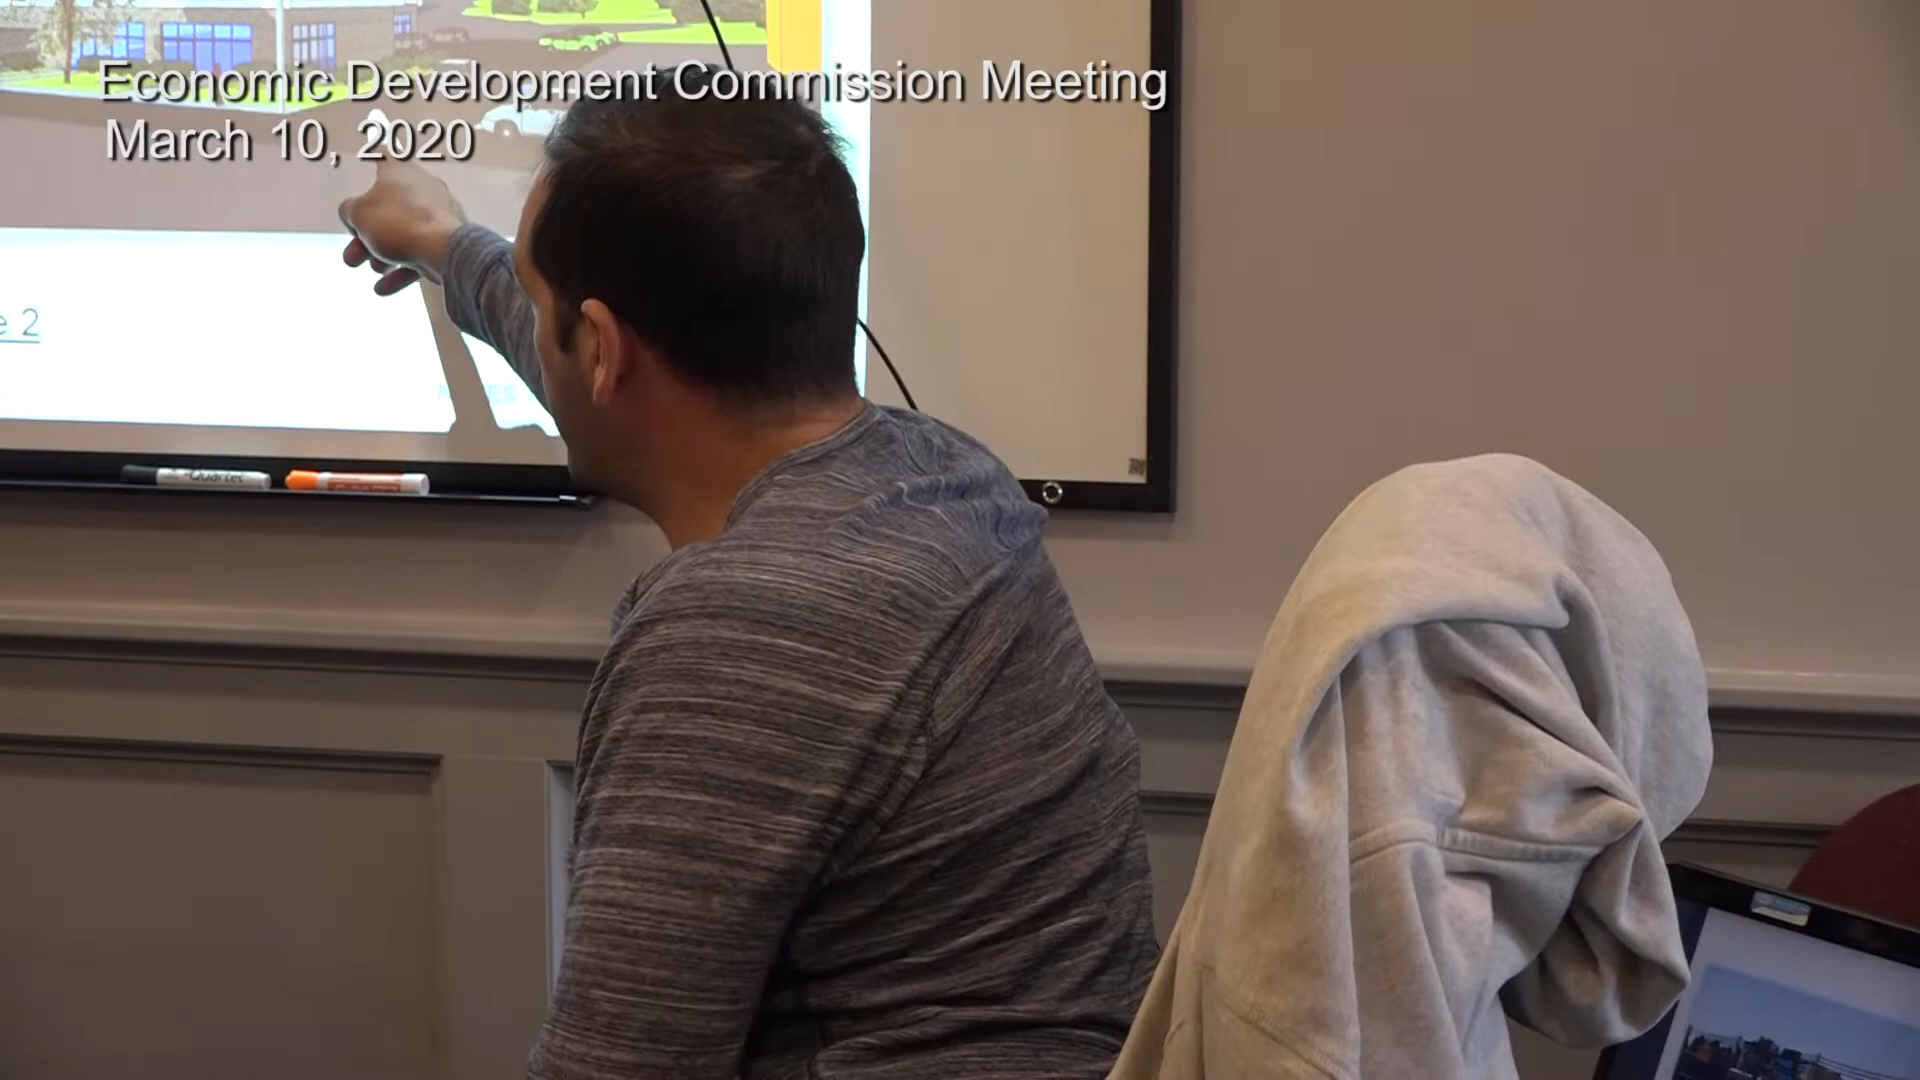 Economic Development Commission Meeting
March 10, 2020
e 2
Quartet